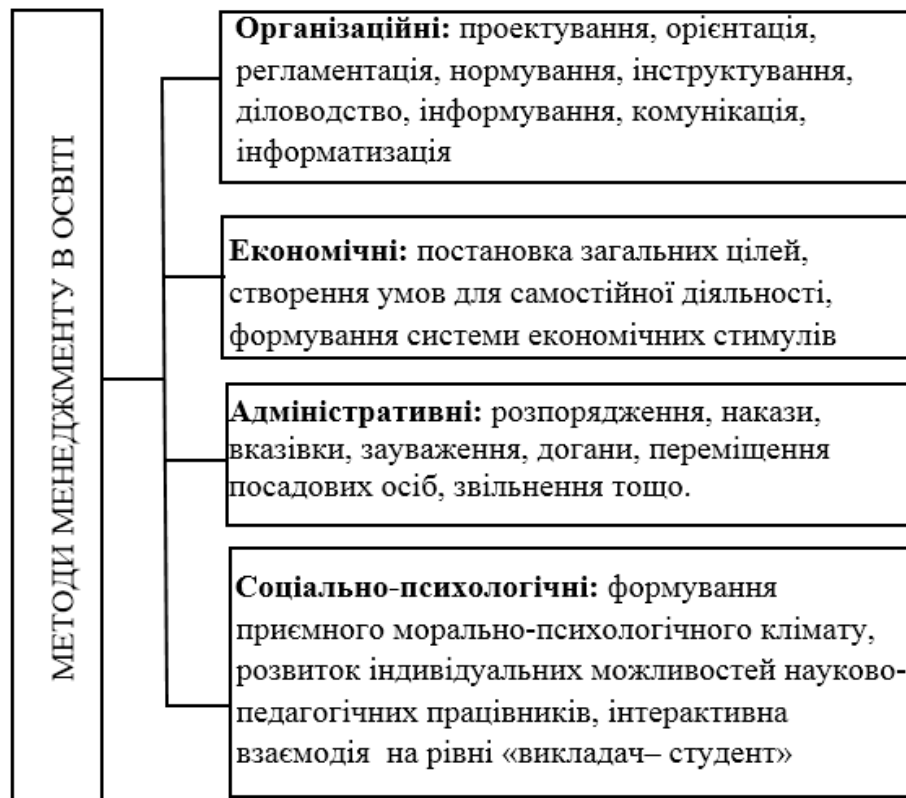 МЕТОДИ МЕНЕДЖМЕНТУ В ОСВІТІ
Організаційні: проектування, орієнтація,
регламентація, нормування, інструктування,
діловодство, інформування, комунікація,
інформатизація
Економічні: постановка загальних цілей,
створення умов для самостійної діяльності,
формування системи економічних стимулів
Адміністративні: розпорядження, накази,
вказівки, зауваження, догани, переміщення
посадових осіб, звільнення тощо.
Соціально-психологічні: формування
приємного морально-психологічного клімату,
розвиток індивідуальних можливостей науково-
педагогічних працівників, інтерактивна
взаємодія на рівні «викладач– студент»